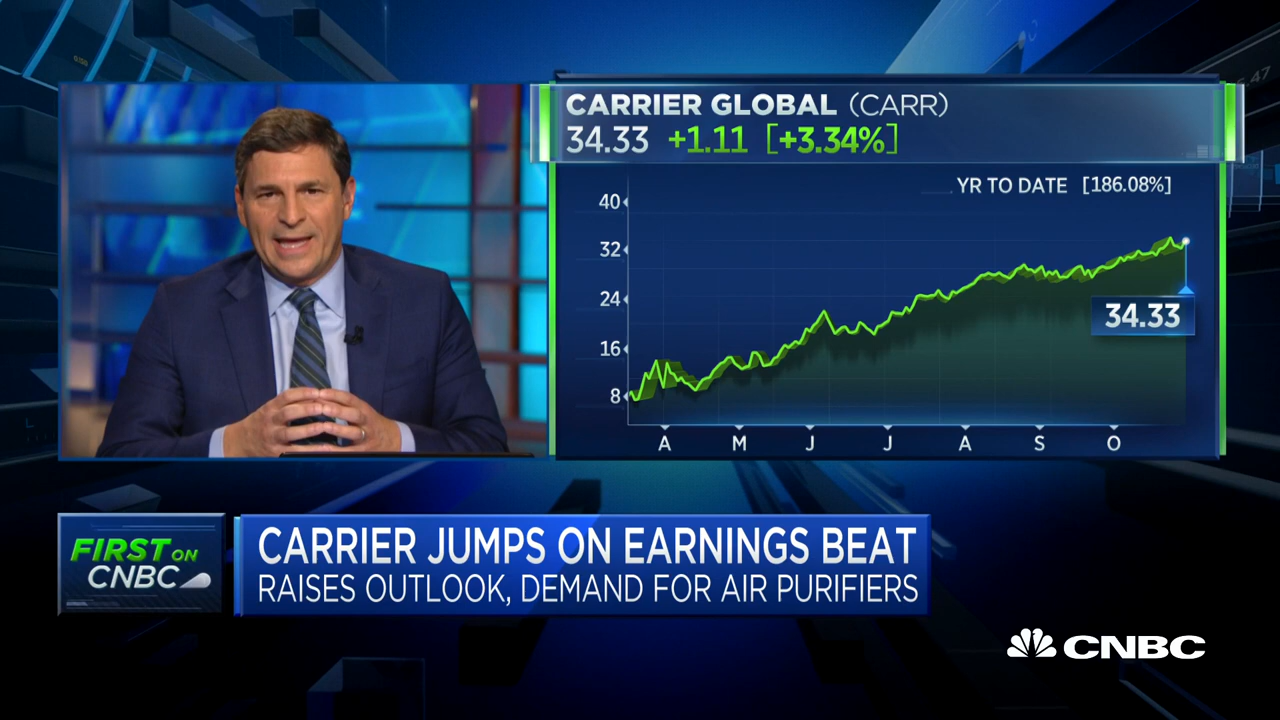 CARRIER GLOBAL (CARR)
34.33 +1.11 [+3.34%]
YR TO DATE [186.08%]
40
32
24
16
8
34.33
A M J J A S O
FIRST ON
CNBC
CARRIER JUMPS ON EARNINGS BEAT
RAISES OUTLOOK, DEMAND FOR AIR PURIFIERS
CNBC